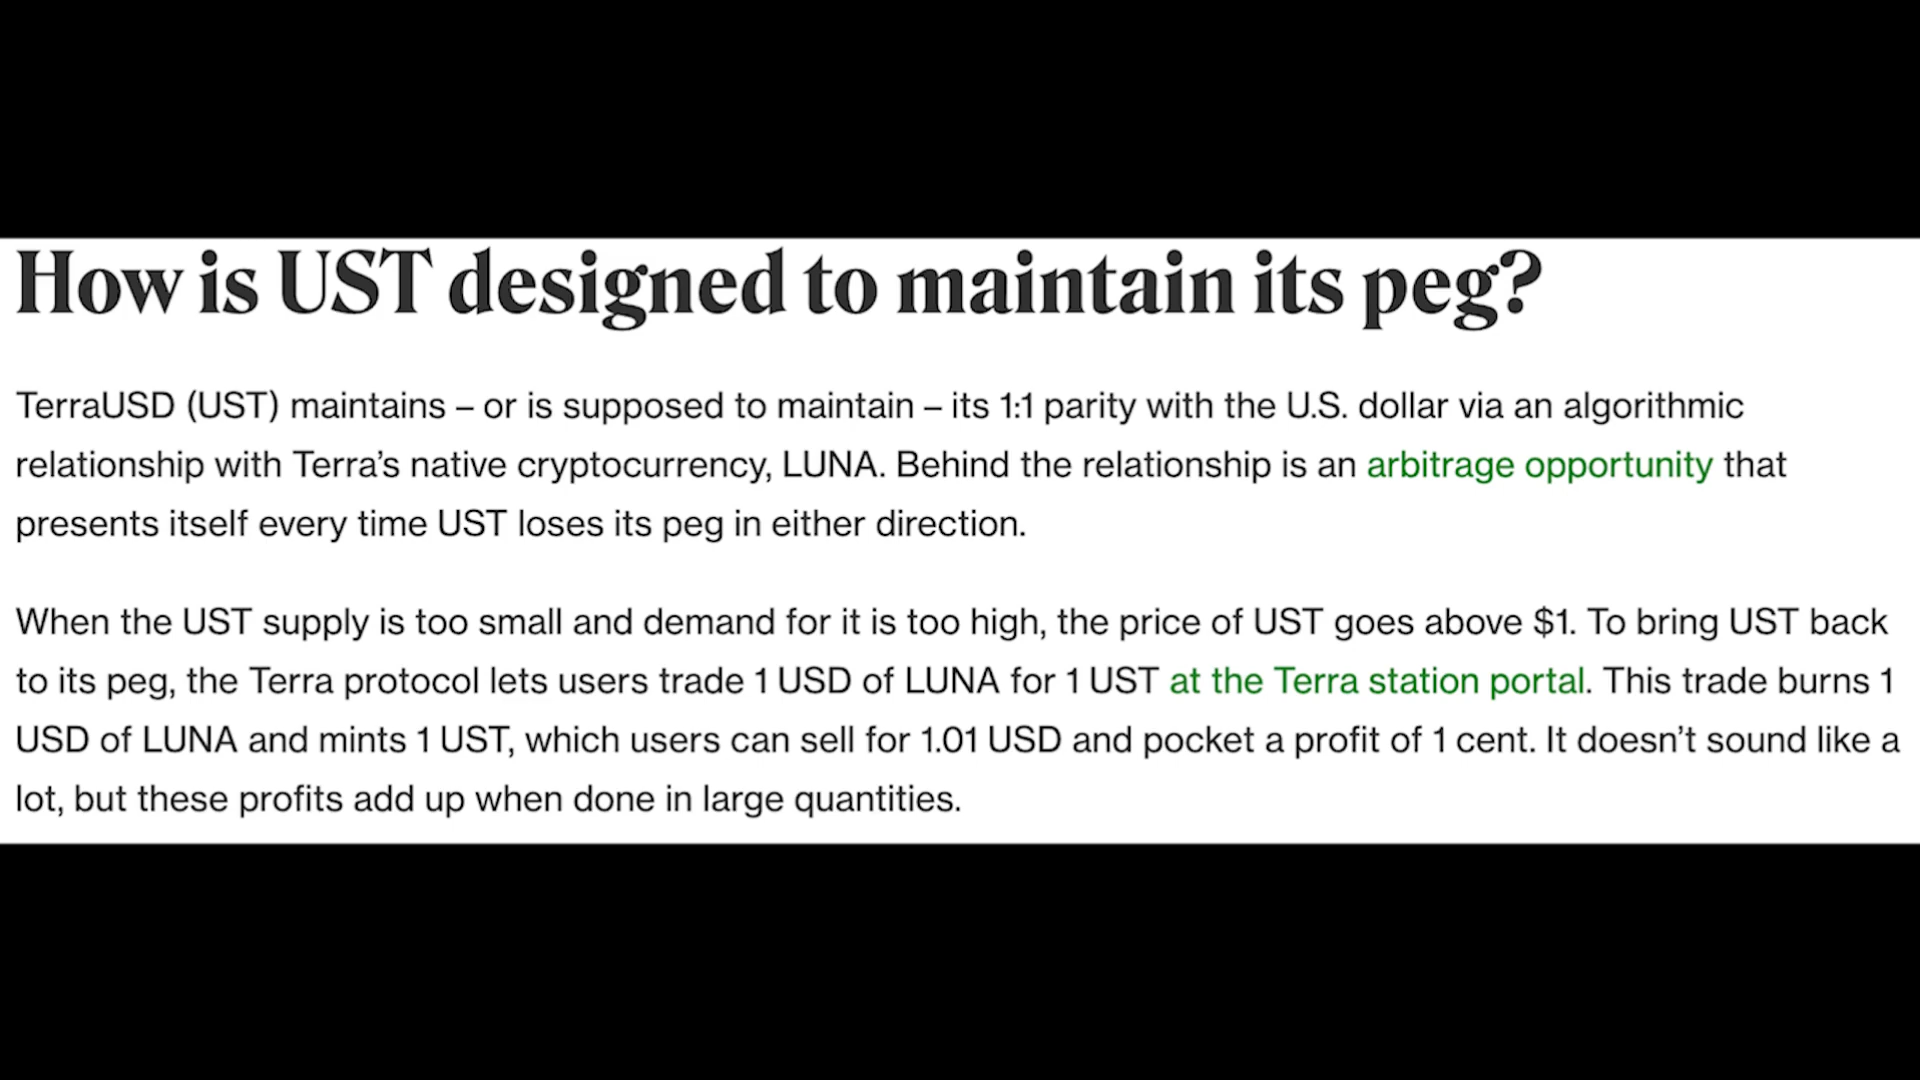 How is UST designed to maintain its peg?
TerraUSD (UST) maintains – or is supposed to maintain – its 1:1 parity with the U.S. dollar via an algorithmic
relationship with Terra’s native cryptocurrency, LUNA. Behind the relationship is an arbitrage opportunity that
presents itself every time UST loses its peg in either direction.
When the UST supply is too small and demand for it is too high, the price of UST goes above $1. To bring UST back
to its peg, the Terra protocol lets users trade 1 USD of LUNA for 1 UST at the Terra station portal. This trade burns 1
USD of LUNA and mints 1 UST, which users can sell for 1.01 USD and pocket a profit of 1 cent. It doesn’t sound like a
lot, but these profits add up when done in large quantities.